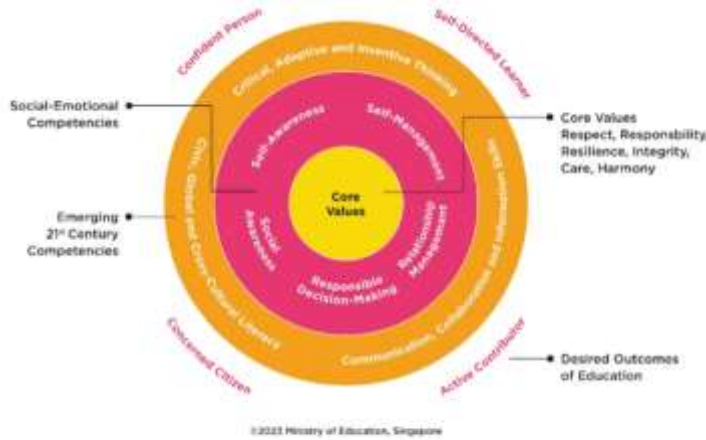 Confident Person
Self-Directed Learner
Critical, Adaptive and Inventive Thinking
Social-Emotional
Competencies
Self-Awareness
Self-Management
Core Values
Respect, Responsbility,
Resilience, Integrity,
Care, Harmony
Core
Values
Emerging
21st Century
Competencies
Civic, Global and Cross-Cultural Literacy
Social
Awareness
Relationship
Management
Responsible
Decision-Making
Communication, Collaboration and Information Skills
Concerned Citizen
Active Contributor
Desired Outcomes
of Education
©2023 Ministry of Education, Singapore